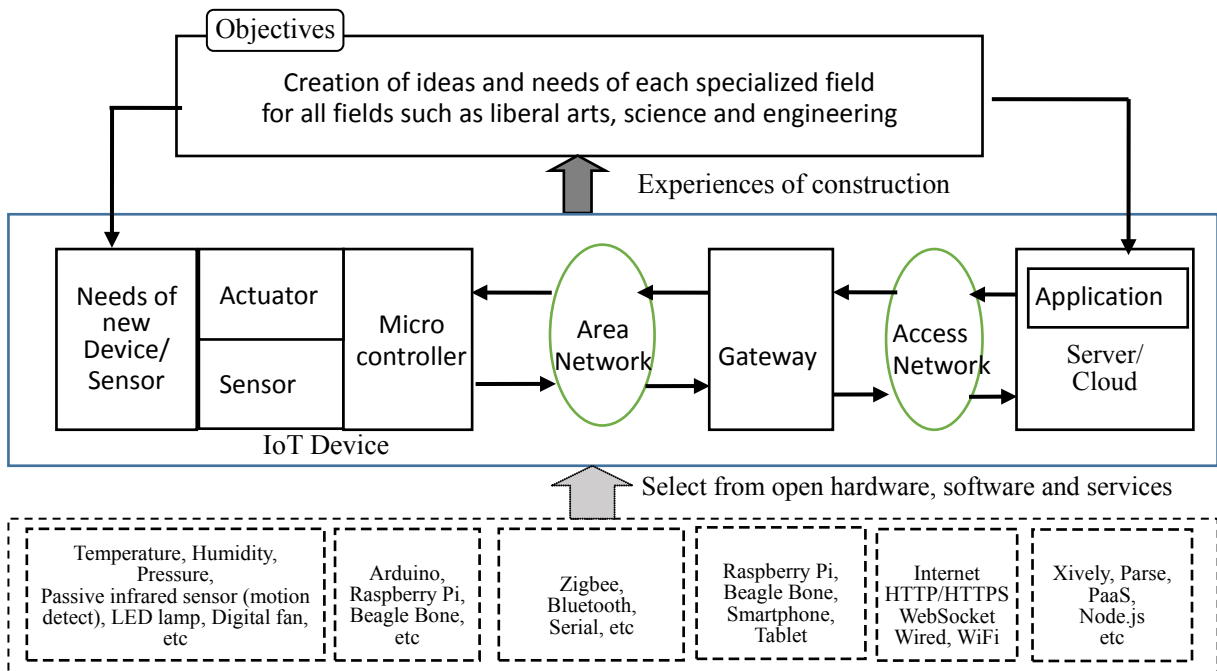 Objectives
Creation of ideas and needs of each specialized field
for all fields such as liberal arts, science and engineering
Experiences of construction
Needs of
new
Device/
Sensor
Actuator
Sensor
Micro
controller
IoT Device
Area
Network
Gateway
Access
Network
Application
Server/
Cloud
Select from open hardware, software and services
Temperature, Humidity,
Pressure,
Passive infrared sensor (motion
detect), LED lamp, Digital fan,
etc
Arduino,
Raspberry Pi,
Beagle Bone,
etc
Zigbee,
Bluetooth,
Serial, etc
Raspberry Pi,
Beagle Bone,
Smartphone,
Tablet
Internet
HTTP/HTTPS
WebSocket
Wired, WiFi
Xively, Parse,
PaaS,
Node.js
etc